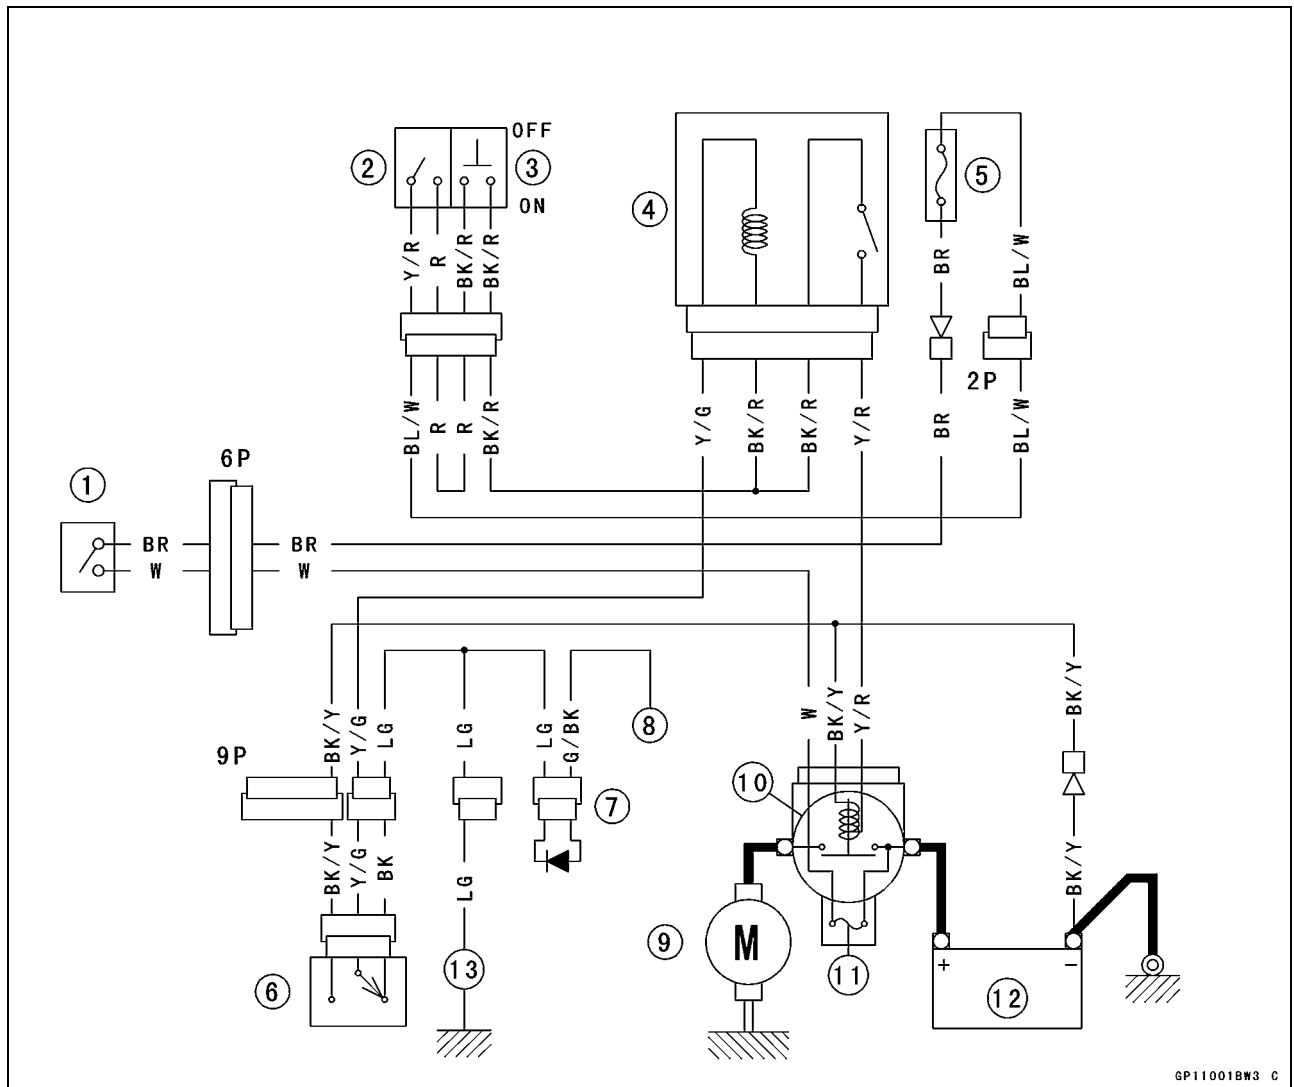 OFF
2
3
5
4
ON
Y/R
R
BK/R
BK/R
BR
BL/W
2P
BL/W
R
R
BK/R
Y/G
BK/R
BK/R
Y/R
BR
BL/W
6P
1
BR
BR
W
W
BK/Y
Y/G
LG
LG
LG
G/BK
8
W
BK/Y
Y/R
BK/Y
9P
10
7
BK/Y
Y/G
BK
LG
BK/Y
9
M
6
13
11
+
−
12
GP11001BW3 C